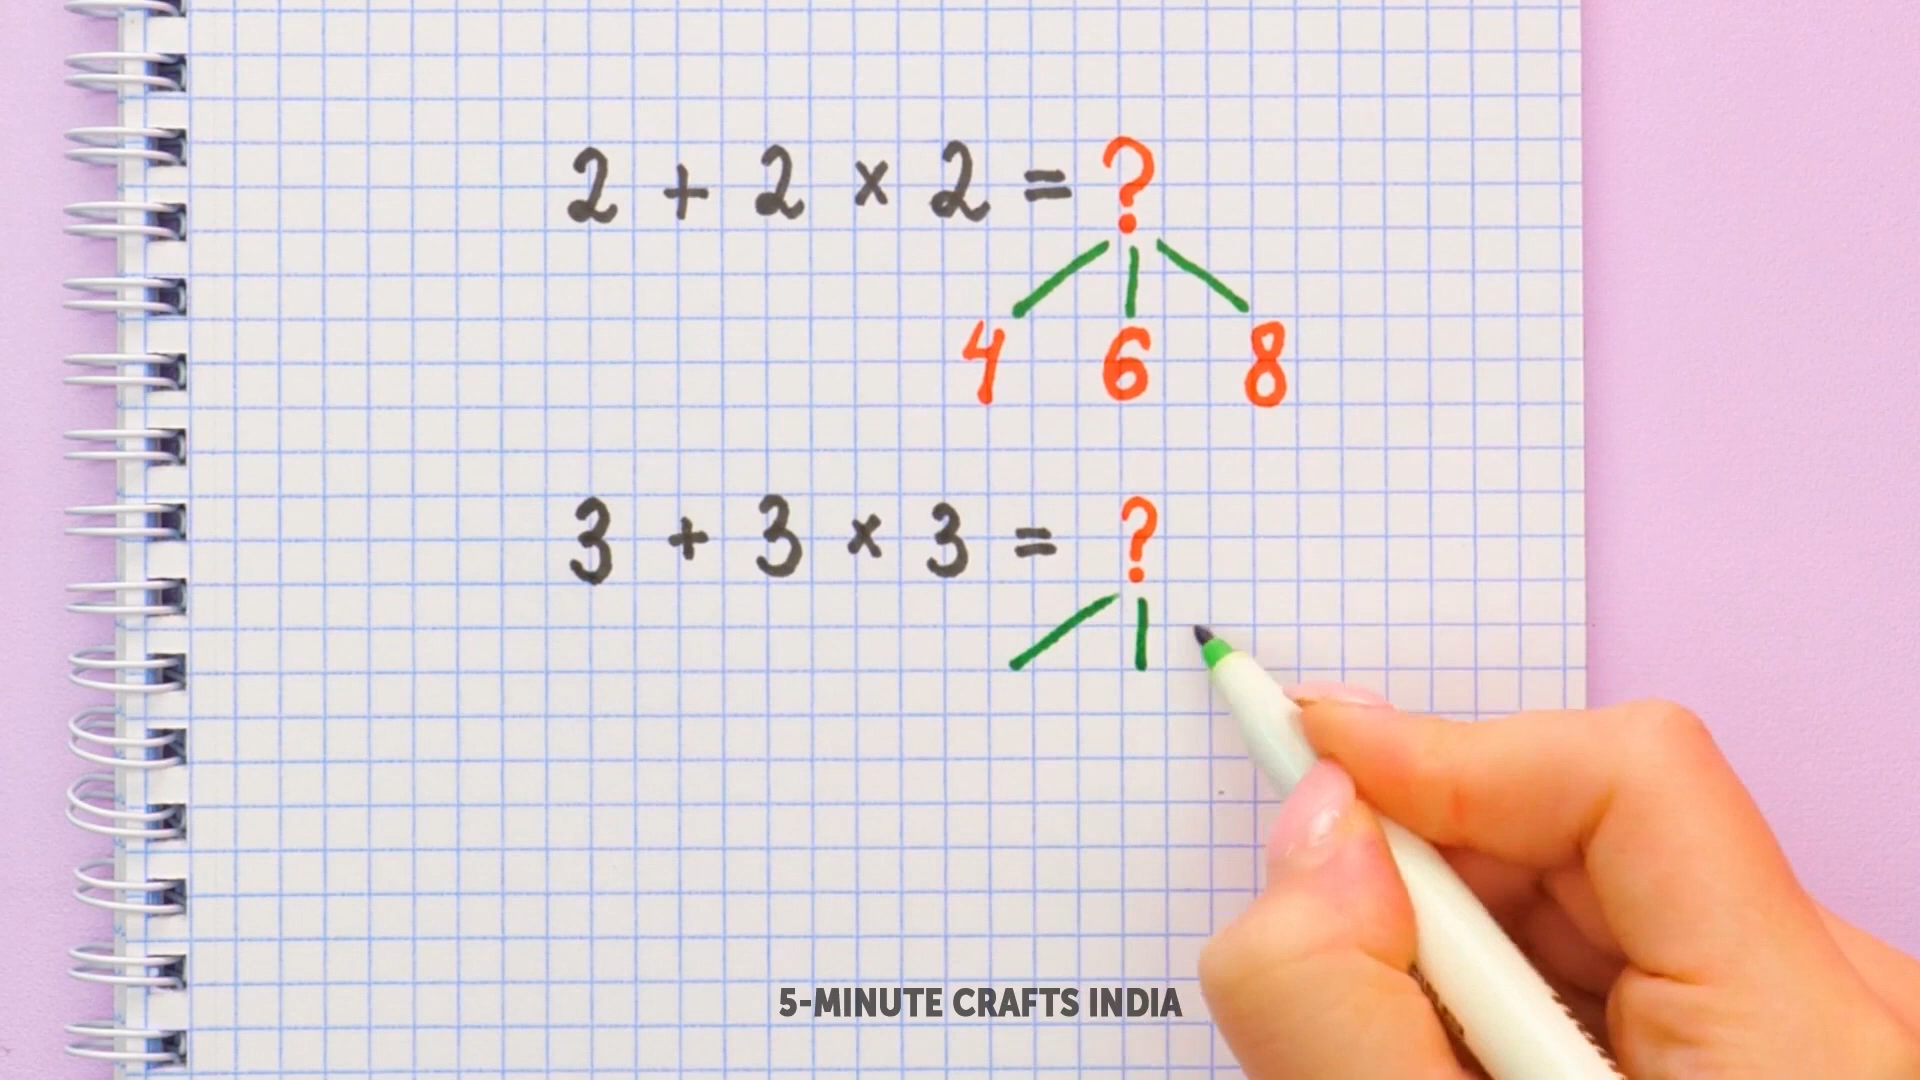 2 + 2 × 2 = ?
4 6 8
3 + 3 × 3 = ?
5-MINUTE CRAFTS INDIA